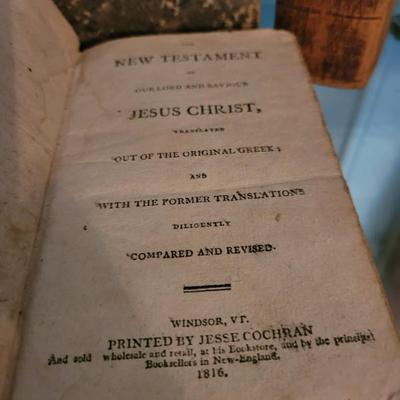 THE
NEW TESTAMENT
OF
OUR LORD AND SAVIOUR
JESUS CHRIST,
TRANSLATED
OUT OF THE ORIGINAL GREEK;
AND
WITH THE FORMER TRANSLATIONS
DILIGENTLY
COMPARED AND REVISED.
WINDSOR, VT.
PRINTED BY JESSE COCHRAN
And sold wholesale and retail, at his Bookstore, and by the principal
Booksellers in New-England.
1816.